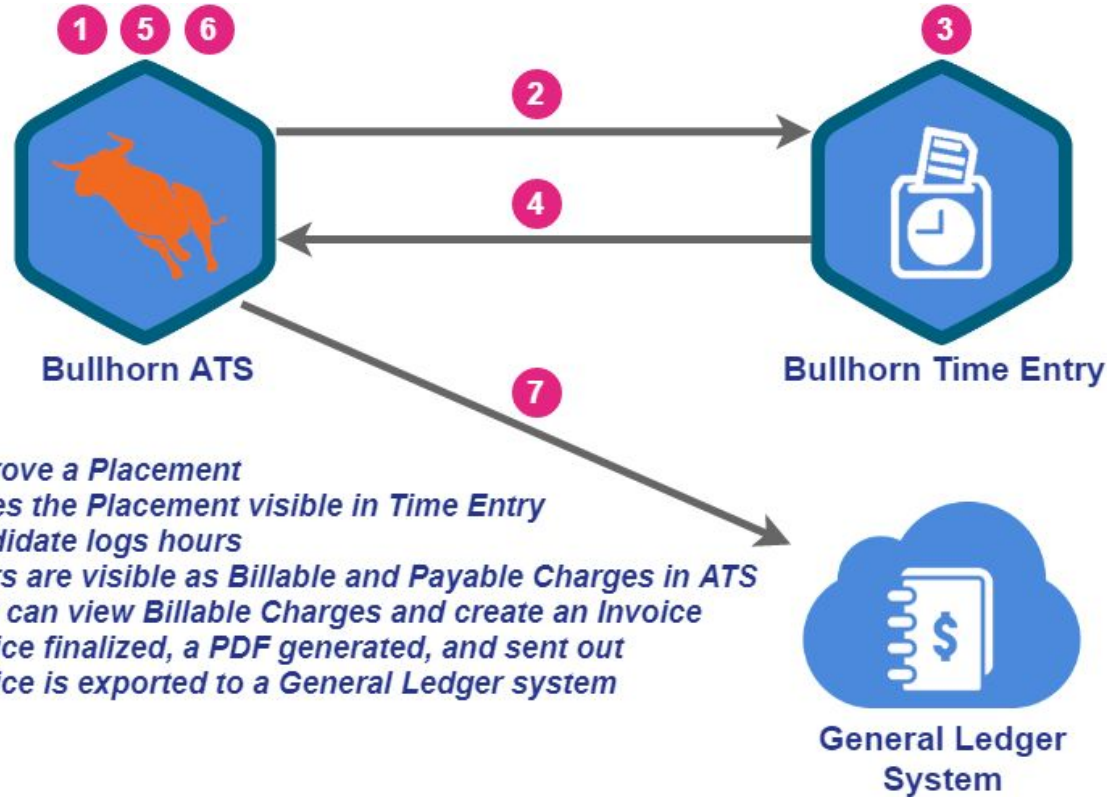 1 5 6
3
2
4
Bullhorn ATS
Bullhorn Time Entry
7
rove a Placement
es the Placement visible in Time Entry
didate logs hours
s are visible as Billable and Payable Charges in ATS
can view Billable Charges and create an Invoice
ice finalized, a PDF generated, and sent out
ice is exported to a General Ledger system
$
General Ledger
System